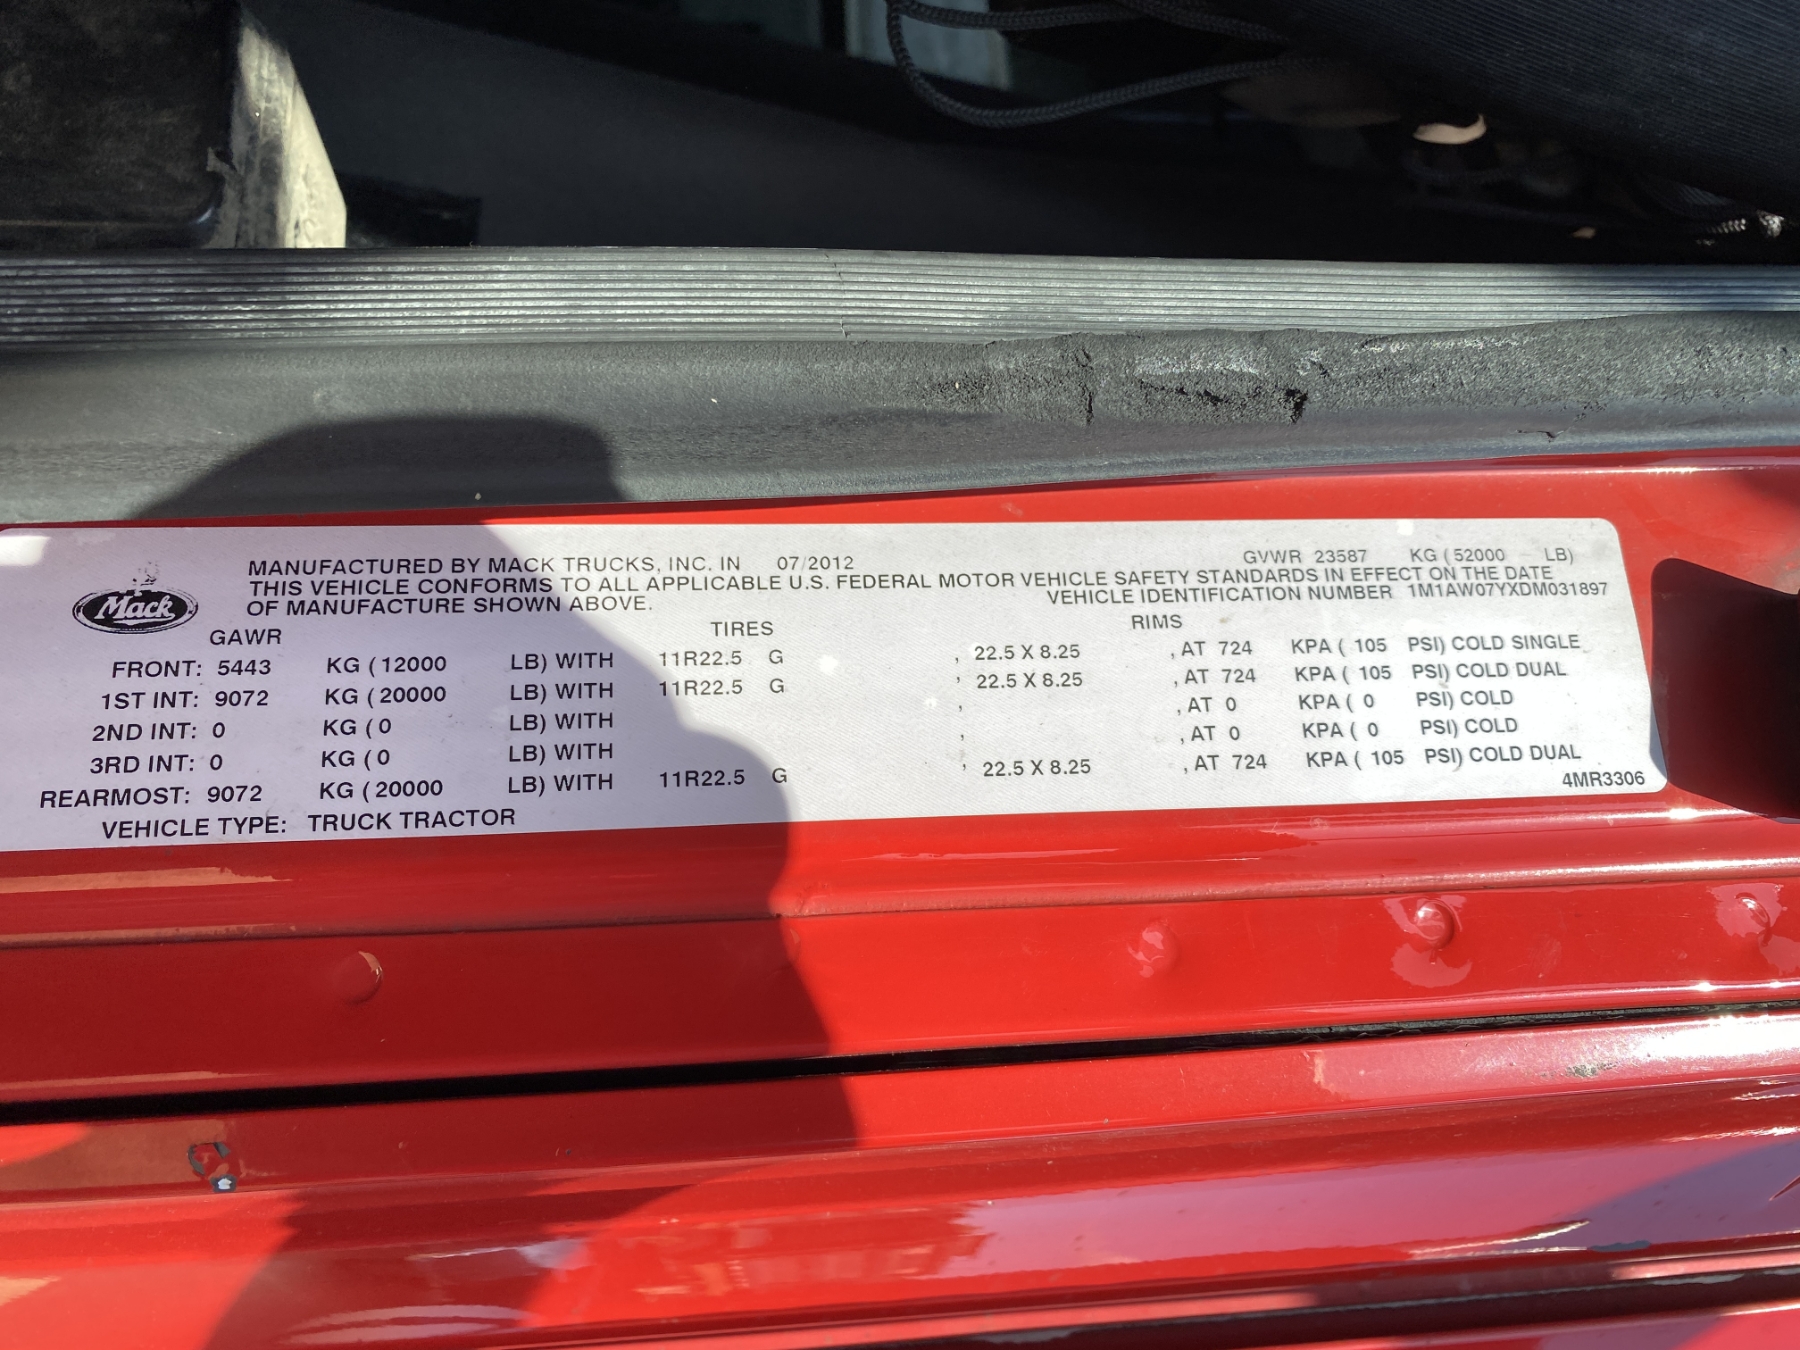 MANUFACTURED BY MACK TRUCKS, INC. IN 07/2012 GVWR 23587 KG (52000 LB)
THIS VEHICLE CONFORMS TO ALL APPLICABLE U.S. FEDERAL MOTOR VEHICLE SAFETY STANDARDS IN EFFECT ON THE DATE
OF MANUFACTURE SHOWN ABOVE. VEHICLE IDENTIFICATION NUMBER 1M1AW07YXDM031897
Mack
GAWR TIRES RIMS
FRONT: 5443 KG (12000 LB) WITH 11R22.5 G , 22.5 X 8.25 , AT 724 KPA ( 105 PSI) COLD SINGLE
1ST INT: 9072 KG (20000 LB) WITH 11R22.5 G , 22.5 X 8.25 , AT 724 KPA ( 105 PSI) COLD DUAL
2ND INT: 0 KG (0 LB) WITH , , AT 0 KPA ( 0 PSI) COLD
3RD INT: 0 KG (0 LB) WITH , , AT 0 KPA ( 0 PSI) COLD
REARMOST: 9072 KG (20000 LB) WITH 11R22.5 G , 22.5 X 8.25 , AT 724 KPA ( 105 PSI) COLD DUAL
VEHICLE TYPE: TRUCK TRACTOR 4MR3306